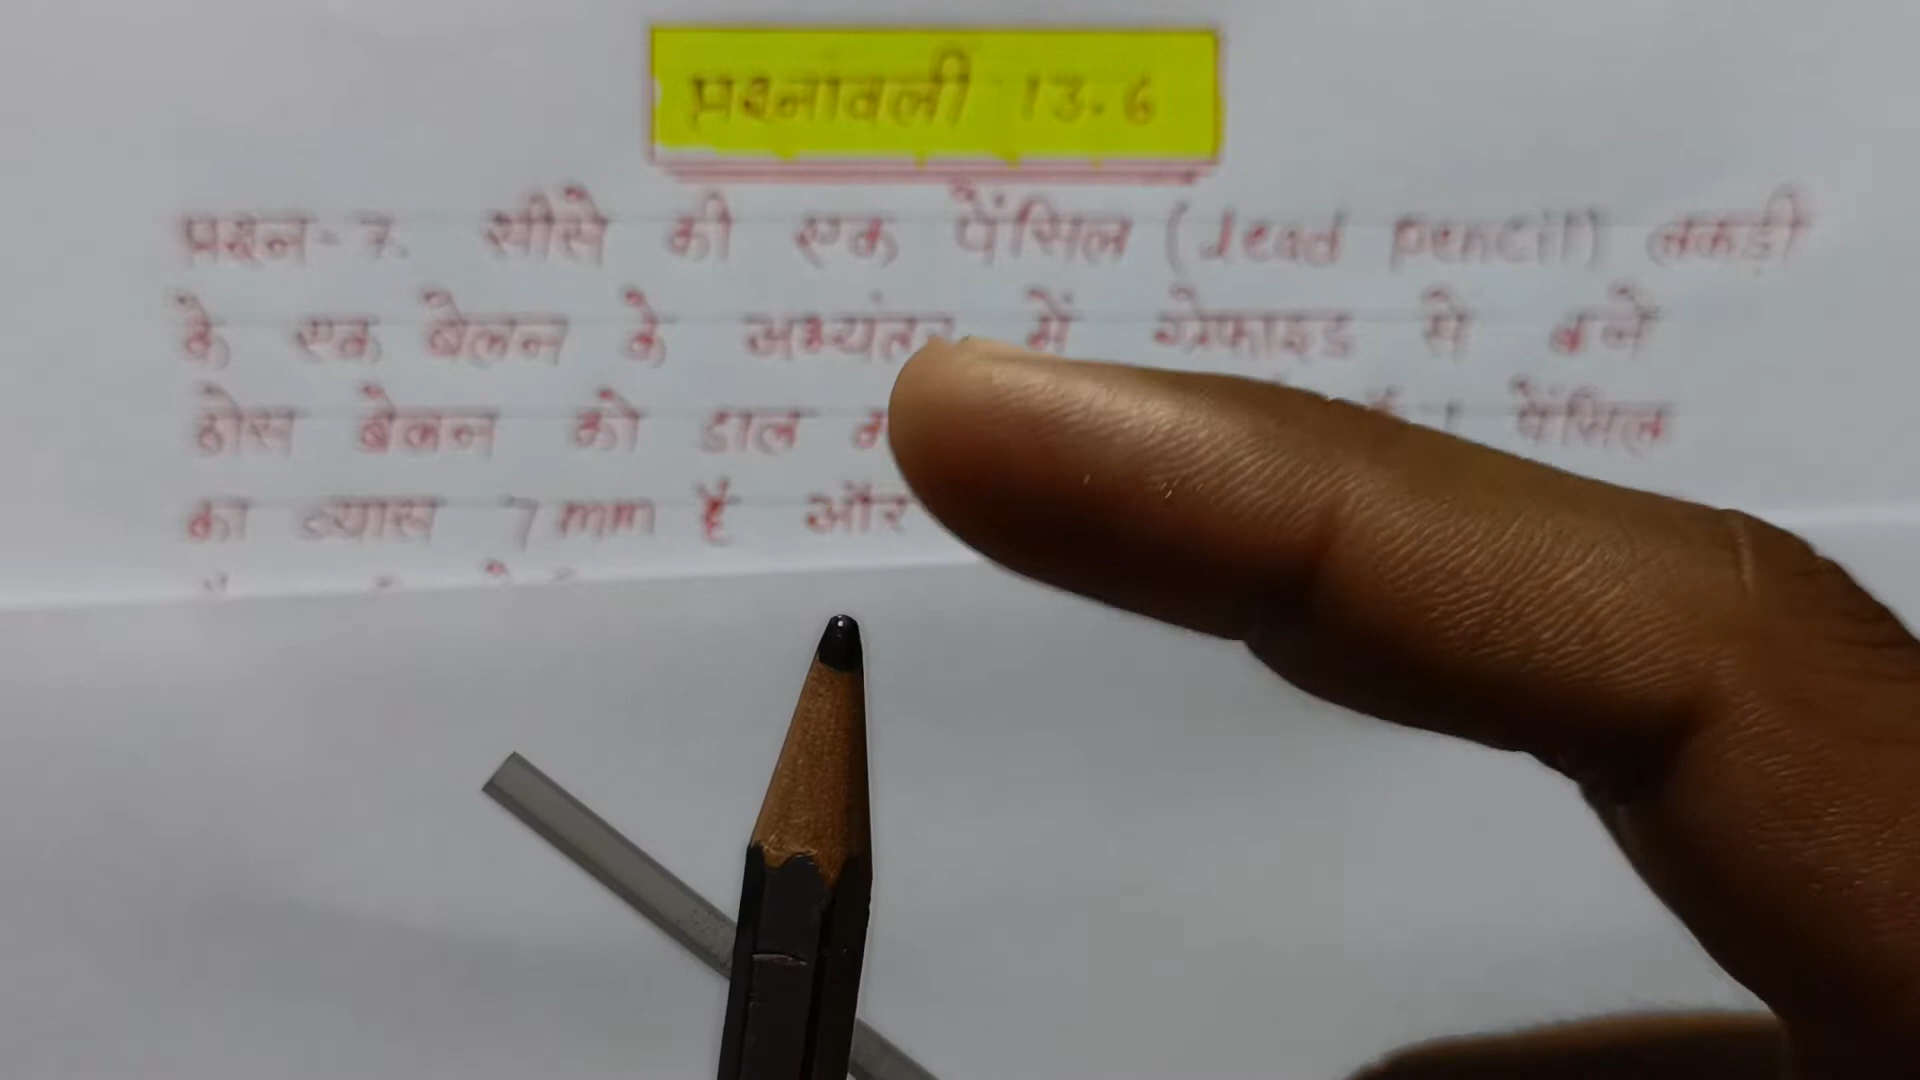 प्रश्नावली 13.6
प्रश्न-7. सीसे की एक पेंसिल (lead pencil) लकडी
के एक बेलन के अभ्यंतर में ग्रेफाइड से बने
ठोस बेलन को डाल है। पेंसिल
का व्यास 7 mm है और